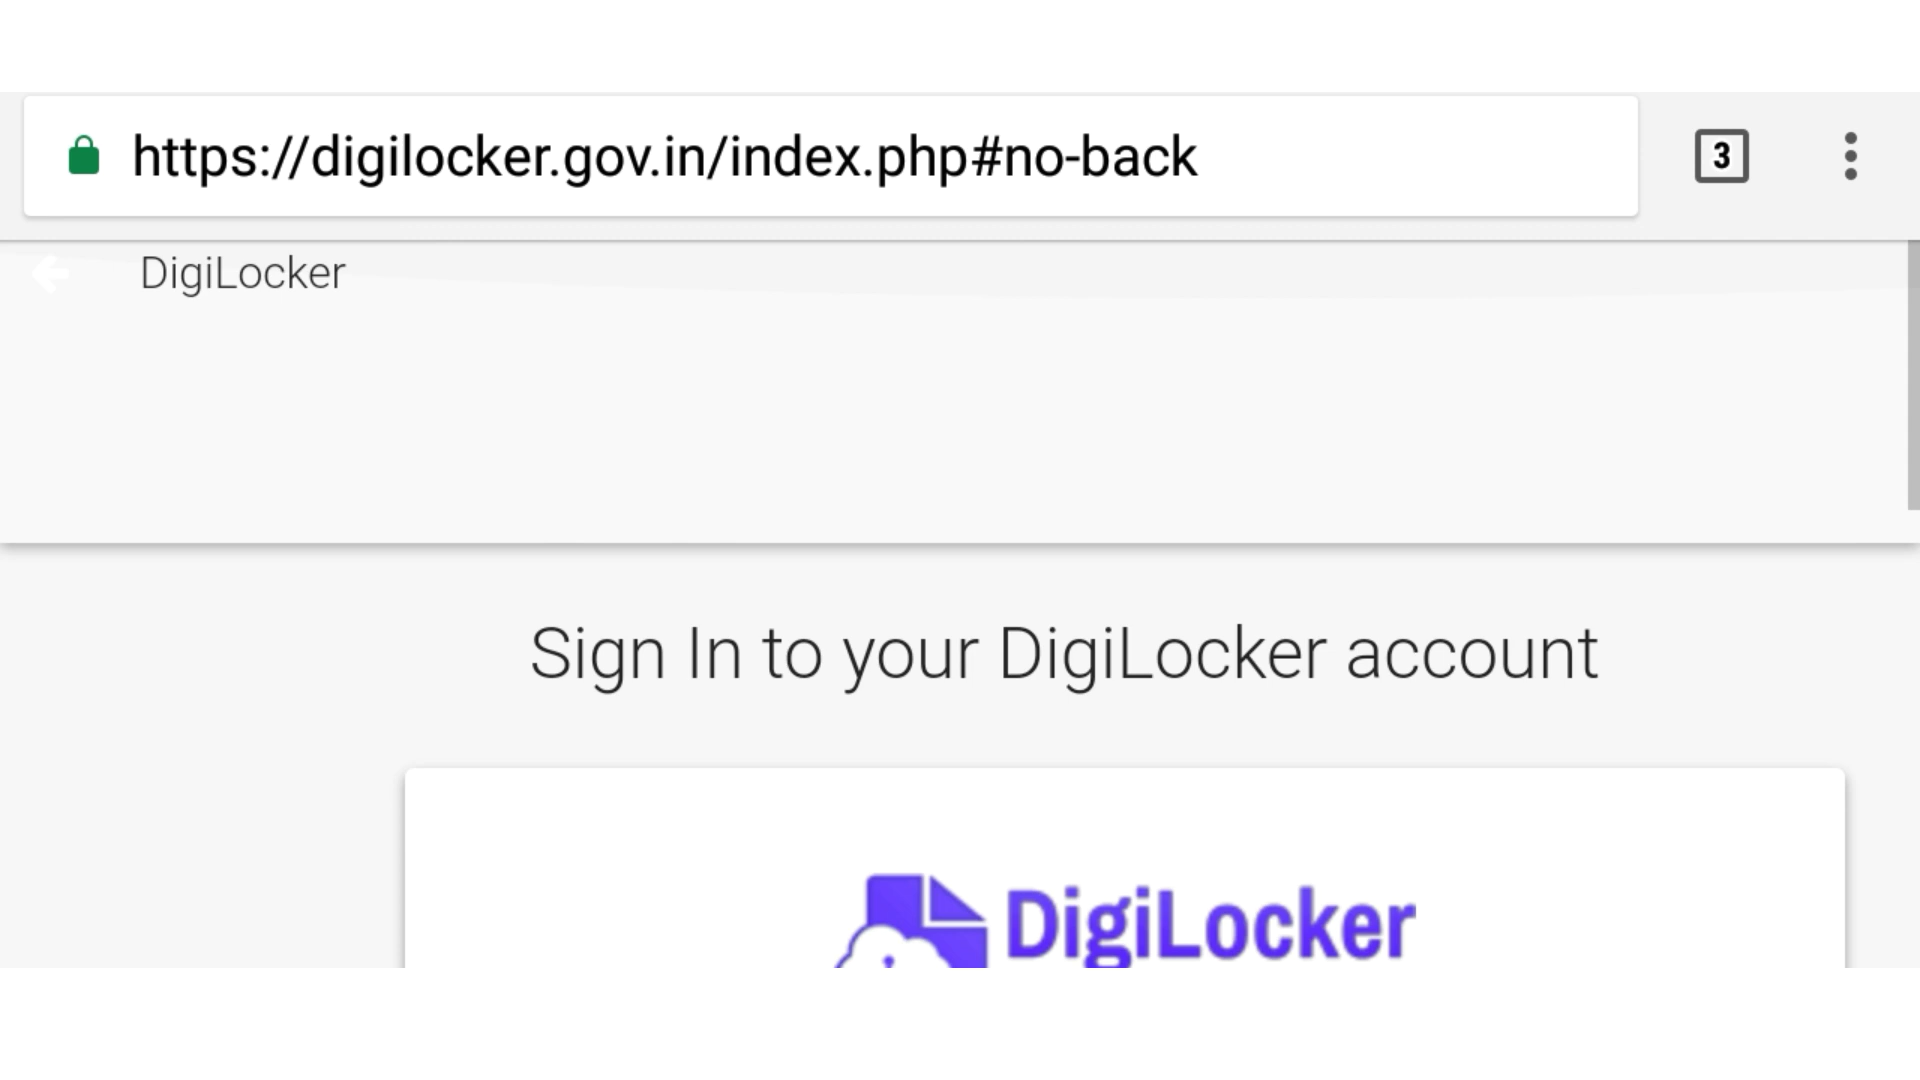 https://digilocker.gov.in/index.php#no-back
3
DigiLocker
Sign In to your DigiLocker account
DigiLocker